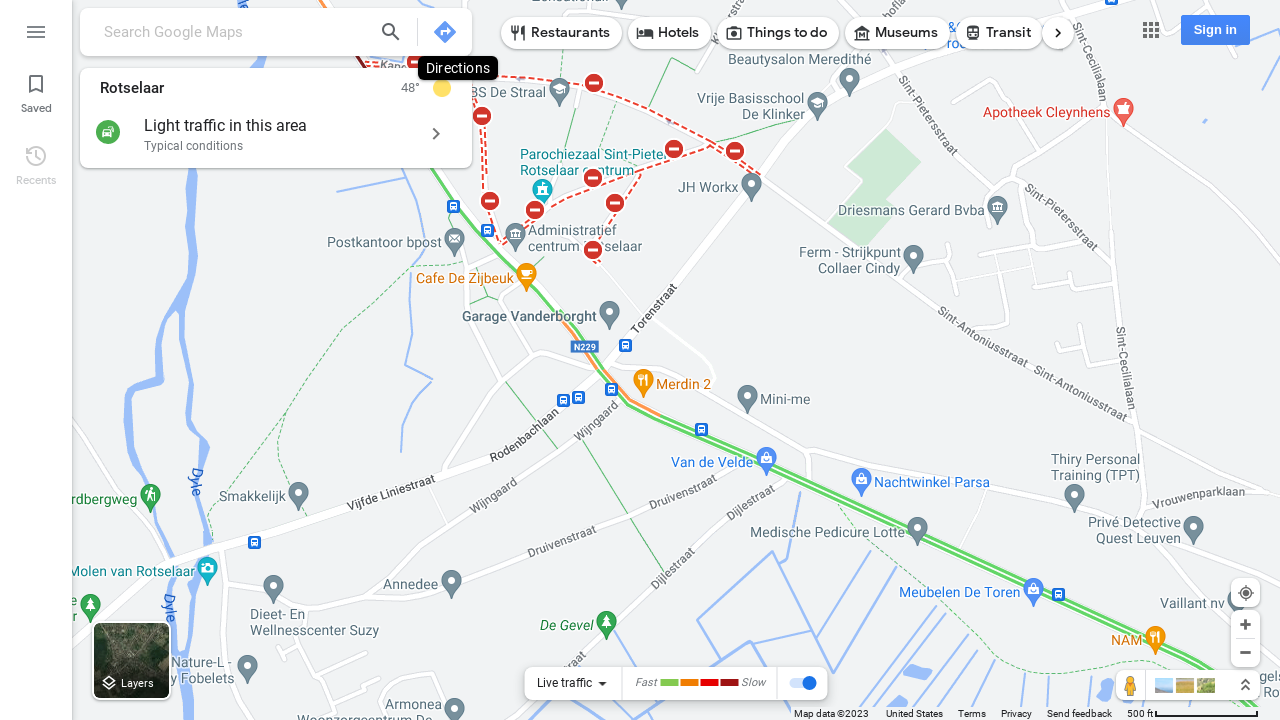 Search Google Maps
Directions
Restaurants
Hotels
Things to do
Museums
Transit
Sign in
Saved
Recents
Rotselaar
48°
Light traffic in this area
Typical conditions
BS De Straal
Beautysalon Meredithé
Vrije Basisschool
De Klinker
Apotheek Cleynhens
Parochiezaal Sint-Pieter
Rotselaar centrum
JH Workx
Driesmans Gerard Bvba
Sint-Pietersstraat
Sint-Pietersstraat
Sint-Cecilialaan
Postkantoor bpost
Administratief
centrum Rotselaar
Ferm - Strijkpunt
Collaer Cindy
Cafe De Zijbeuk
Garage Vanderborght
Torenstraat
N229
Sint-Antoniusstraat
Sint-Antoniusstraat
Sint-Cecilialaan
Merdin 2
Mini-me
Rodenbachlaan
Wijngaard
Van de Velde
Nachtwinkel Parsa
Thiry Personal
Training (TPT)
Vrouwenparklaan
Dyle
rdbergweg
Smakkelijk
Vijfde Liniestraat
Wijngaard
Druivenstraat
Dijlestraat
Medische Pedicure Lotte
Privé Detective
Quest Leuven
Druivenstraat
Molen van Rotselaar
Annedee
Dijlestraat
Meubelen De Toren
Vaillant nv
Dyle
Dieet- En
Wellnesscenter Suzy
De Gevel
NAM
Nature-L-
y Fobelets
Armonea
Woonzorgcentrum De
Layers
Live traffic
Fast
Slow
Map data ©2023
United States
Terms
Privacy
Send feedback
500 ft